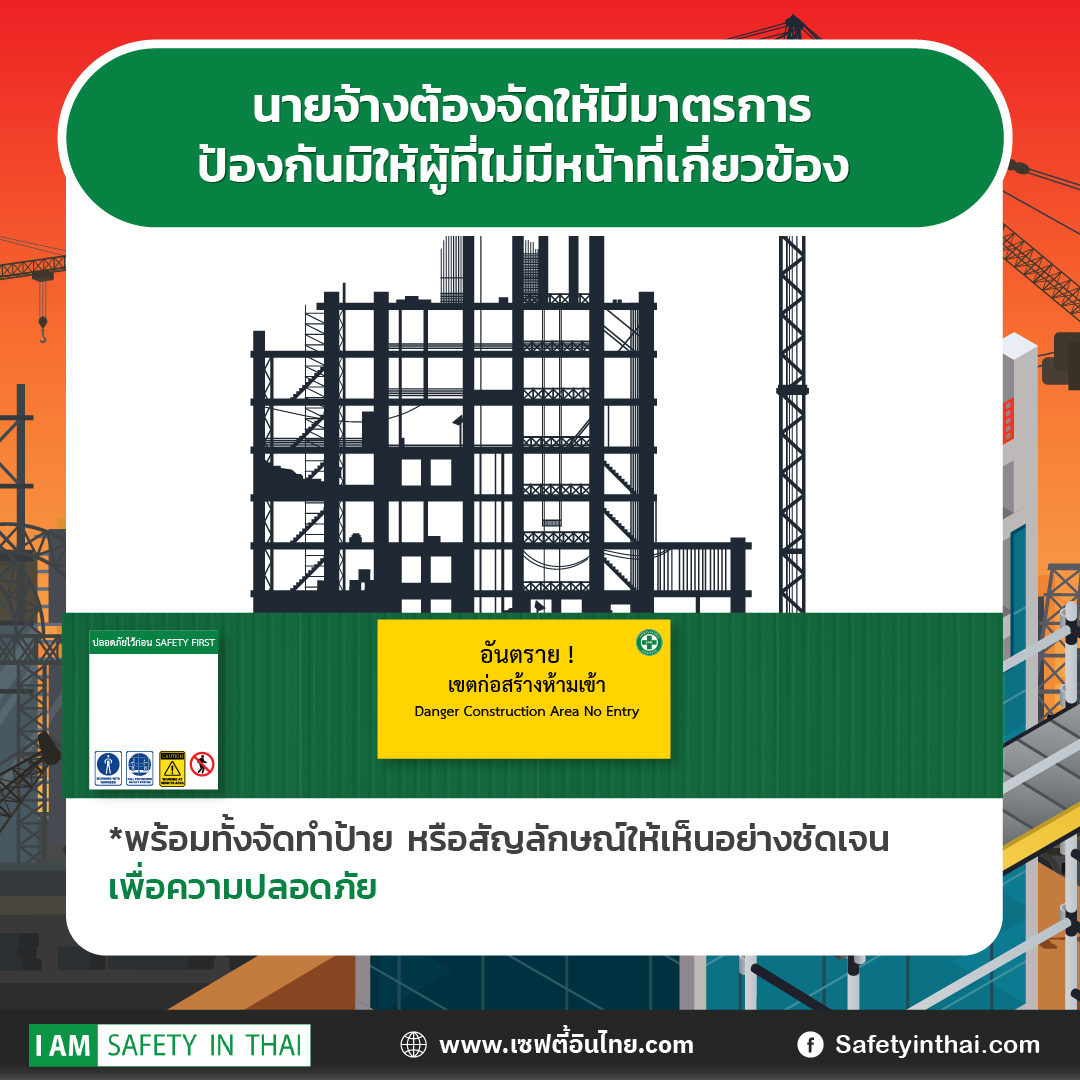 นายจ้างต้องจัดให้มีมาตรการ
ป้องกันมิให้ผู้ที่ไม่มีหน้าที่เกี่ยวข้อง
ปลอดภัยไว้ก่อน SAFETY FIRST
อันตราย !
เขตก่อสร้างห้ามเข้า
Danger Construction Area No Entry
CAUTION
WORKING WITH
HARNESS
*พร้อมทั้งจัดทำป้าย หรือสัญลักษณ์ให้เห็นอย่างชัดเจน
เพื่อความปลอดภัย
I AM SAFETY IN THAI
www.เซฟตี้อินไทย.com
Safetyinthai.com